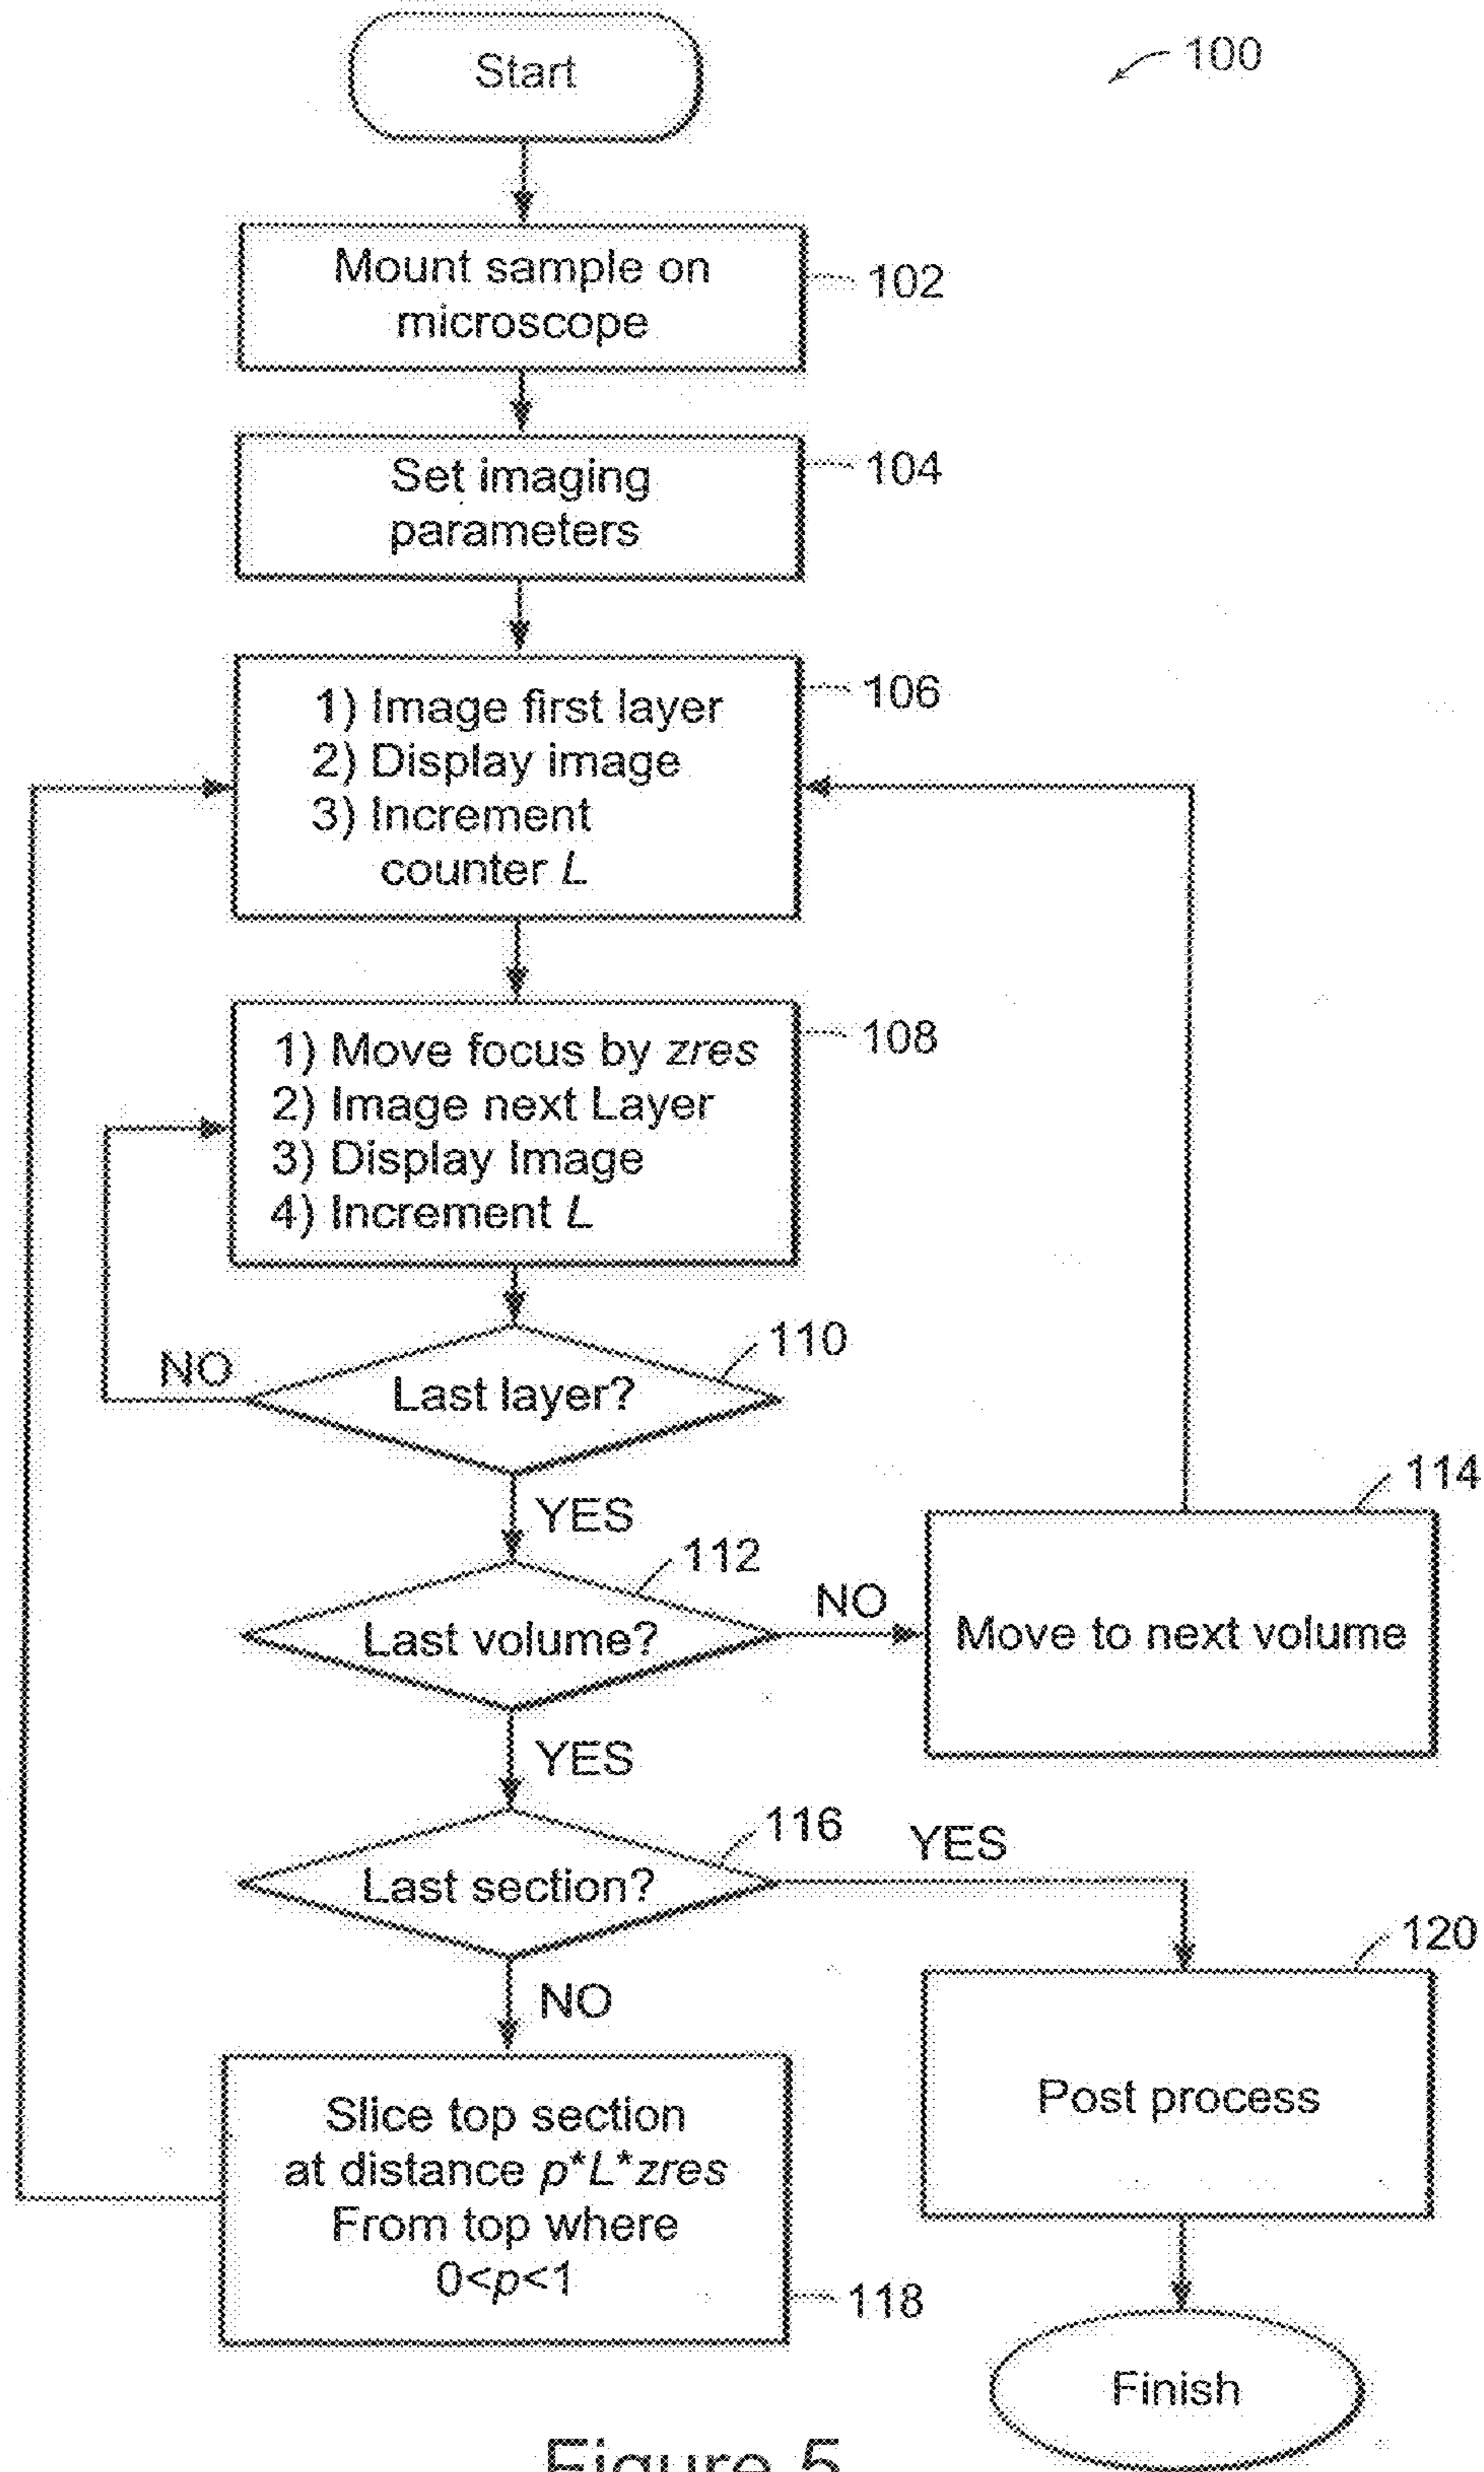 Start
100
Mount sample on
microscope
102
Set imaging
parameters
104
1) Image first layer
2) Display image
3) Increment
counter L
106
1) Move focus by zres
2) Image next Layer
3) Display Image
4) Increment L
108
NO
Last layer?
110
YES
Last volume?
112
NO
Move to next volume
114
YES
Last section?
116
YES
NO
Slice top section
at distance p*L*zres
From top where
0<p<1
118
Post process
120
Finish
Figure 5